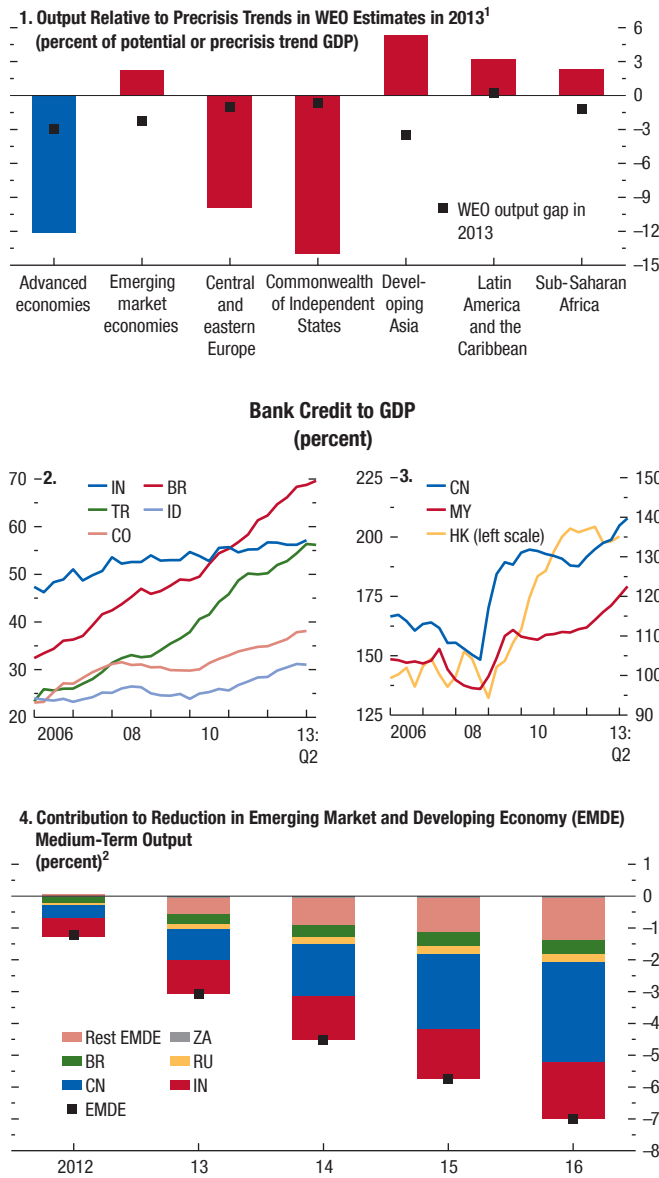 1. Output Relative to Precrisis Trends in WEO Estimates in 2013¹
(percent of potential or precrisis trend GDP)
6
3
0
–3
–6
–9
–12
–15
WEO output gap in
2013
Advanced
economies
Emerging
market
economies
Central
and
eastern
Europe
Commonwealth
of Independent
States
Devel-
oping
Asia
Latin
America
and the
Caribbean
Sub-Saharan
Africa
Bank Credit to GDP
(percent)
2.
70
60
50
40
30
20
IN
BR
TR
ID
CO
2006
08
10
13:
Q2
3.
225
200
175
150
125
CN
MY
HK (left scale)
150
140
130
120
110
100
90
2006
08
10
13:
Q2
4. Contribution to Reduction in Emerging Market and Developing Economy (EMDE)
Medium-Term Output
(percent)²
1
0
–1
–2
–3
–4
–5
–6
–7
–8
Rest EMDE
ZA
BR
RU
CN
IN
EMDE
2012
13
14
15
16